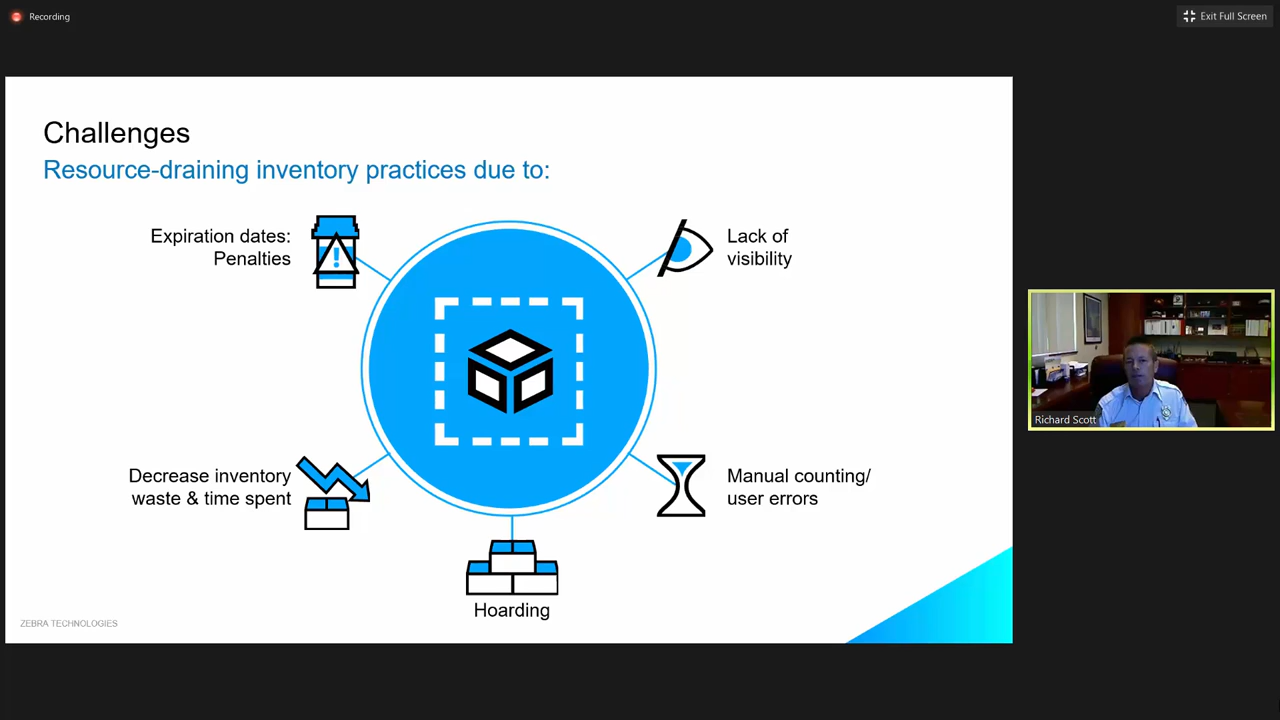 Recording
Exit Full Screen
Challenges
Resource-draining inventory practices due to:
Expiration dates:
Penalties
Lack of
visibility
Decrease inventory
waste & time spent
Manual counting/
user errors
Hoarding
ZEBRA TECHNOLOGIES
Richard Scott